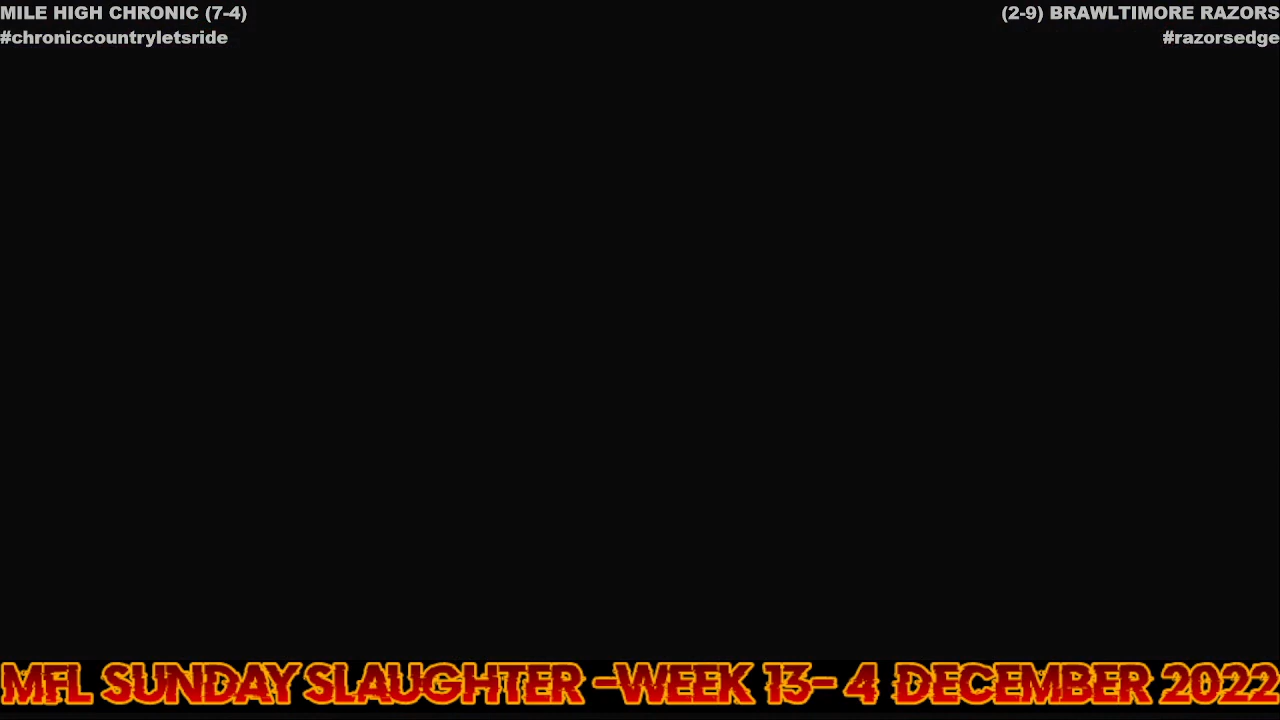 MILE HIGH CHRONIC (7-4)
(2-9) BRAWLTIMORE RAZORS
#chroniccountryletsride
#razorsedge
MFL SUNDAY SLAUGHTER -WEEK 13- 4 DECEMBER 2022